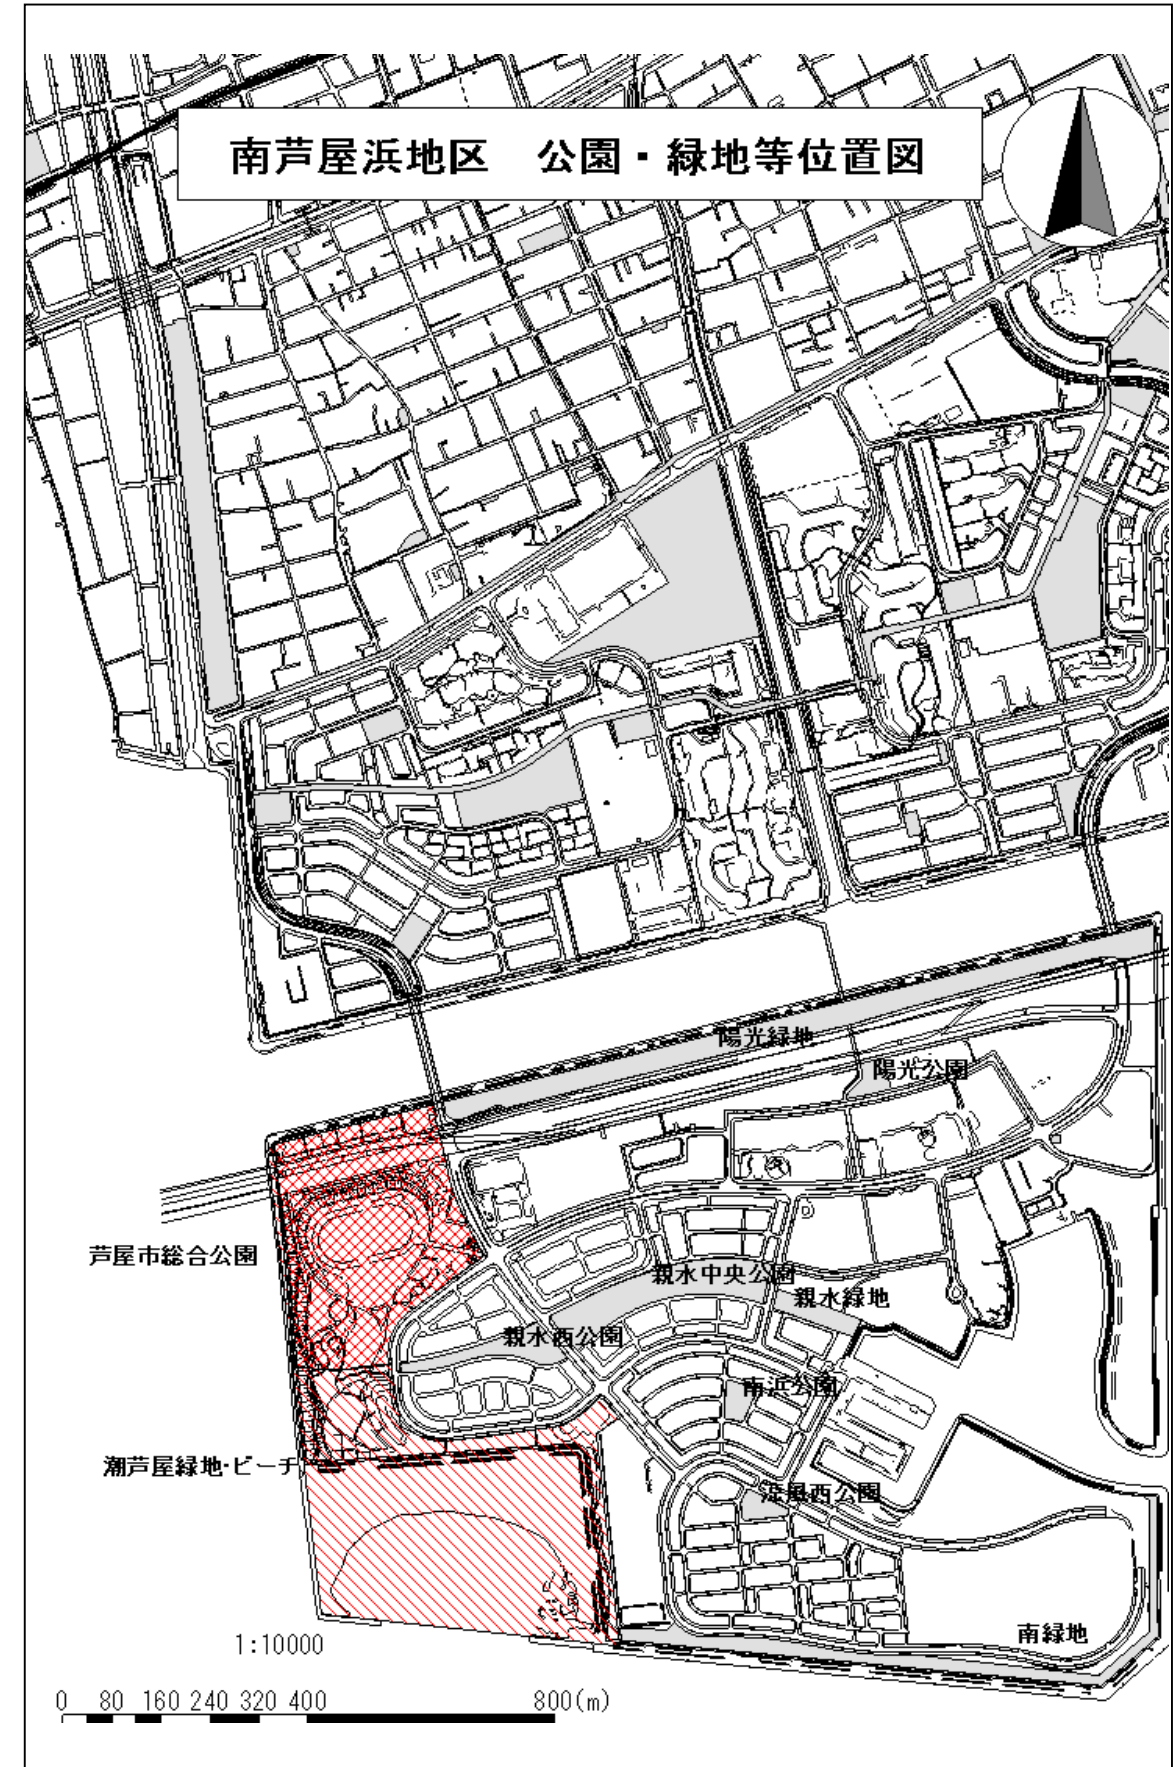 南芦屋浜地区　公園・緑地等位置図
陽光緑地
陽光公園
芦屋市総合公園
親水中央公園
親水緑地
親水西公園
南浜公園
潮芦屋緑地・ビーチ
涼風西公園
南緑地
1:10000
0 80 160 240 320 400 800(m)